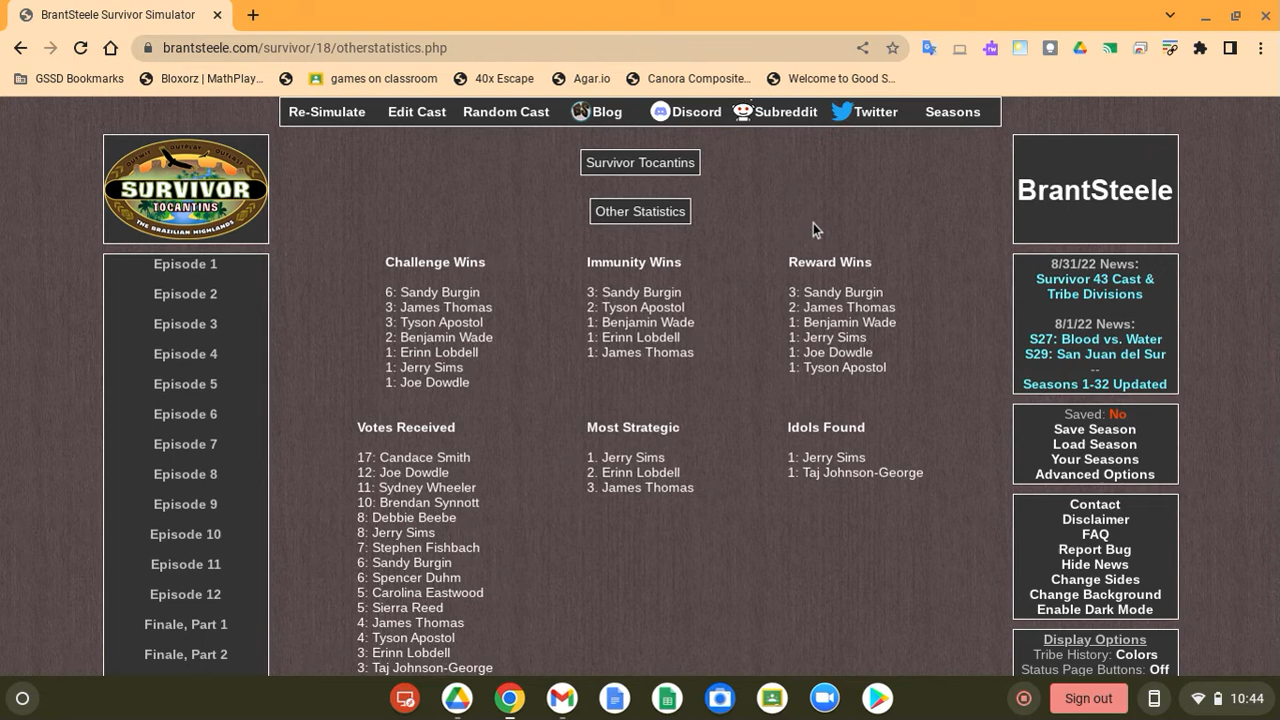 BrantSteele Survivor Simulator
brantsteele.com/survivor/18/otherstatistics.php
GSSD Bookmarks Bloxorz | MathPlay... games on classroom 40x Escape Agar.io Canora Composite... Welcome to Good S...
Re-Simulate Edit Cast Random Cast Blog Discord Subreddit Twitter Seasons
OUTWIT OUTPLAY OUTLAST
SURVIVOR
TOCANTINS
THE BRAZILIAN HIGHLANDS
Survivor Tocantins
Other Statistics
BrantSteele
Episode 1
Episode 2
Episode 3
Episode 4
Episode 5
Episode 6
Episode 7
Episode 8
Episode 9
Episode 10
Episode 11
Episode 12
Finale, Part 1
Finale, Part 2
Challenge Wins
6: Sandy Burgin
3: James Thomas
3: Tyson Apostol
2: Benjamin Wade
1: Erinn Lobdell
1: Jerry Sims
1: Joe Dowdle
Immunity Wins
3: Sandy Burgin
2: Tyson Apostol
1: Benjamin Wade
1: Erinn Lobdell
1: James Thomas
Reward Wins
3: Sandy Burgin
2: James Thomas
1: Benjamin Wade
1: Jerry Sims
1: Joe Dowdle
1: Tyson Apostol
Votes Received
17: Candace Smith
12: Joe Dowdle
11: Sydney Wheeler
10: Brendan Synnott
8: Debbie Beebe
8: Jerry Sims
7: Stephen Fishbach
6: Sandy Burgin
6: Spencer Duhm
5: Carolina Eastwood
5: Sierra Reed
4: James Thomas
4: Tyson Apostol
3: Erinn Lobdell
3: Taj Johnson-George
Most Strategic
1. Jerry Sims
2. Erinn Lobdell
3. James Thomas
Idols Found
1: Jerry Sims
1: Taj Johnson-George
8/31/22 News:
Survivor 43 Cast &
Tribe Divisions
8/1/22 News:
S27: Blood vs. Water
S29: San Juan del Sur
--
Seasons 1-32 Updated
Saved: No
Save Season
Load Season
Your Seasons
Advanced Options
Contact
Disclaimer
FAQ
Report Bug
Hide News
Change Sides
Change Background
Enable Dark Mode
Display Options
Tribe History: Colors
Status Page Buttons: Off
Sign out
10:44